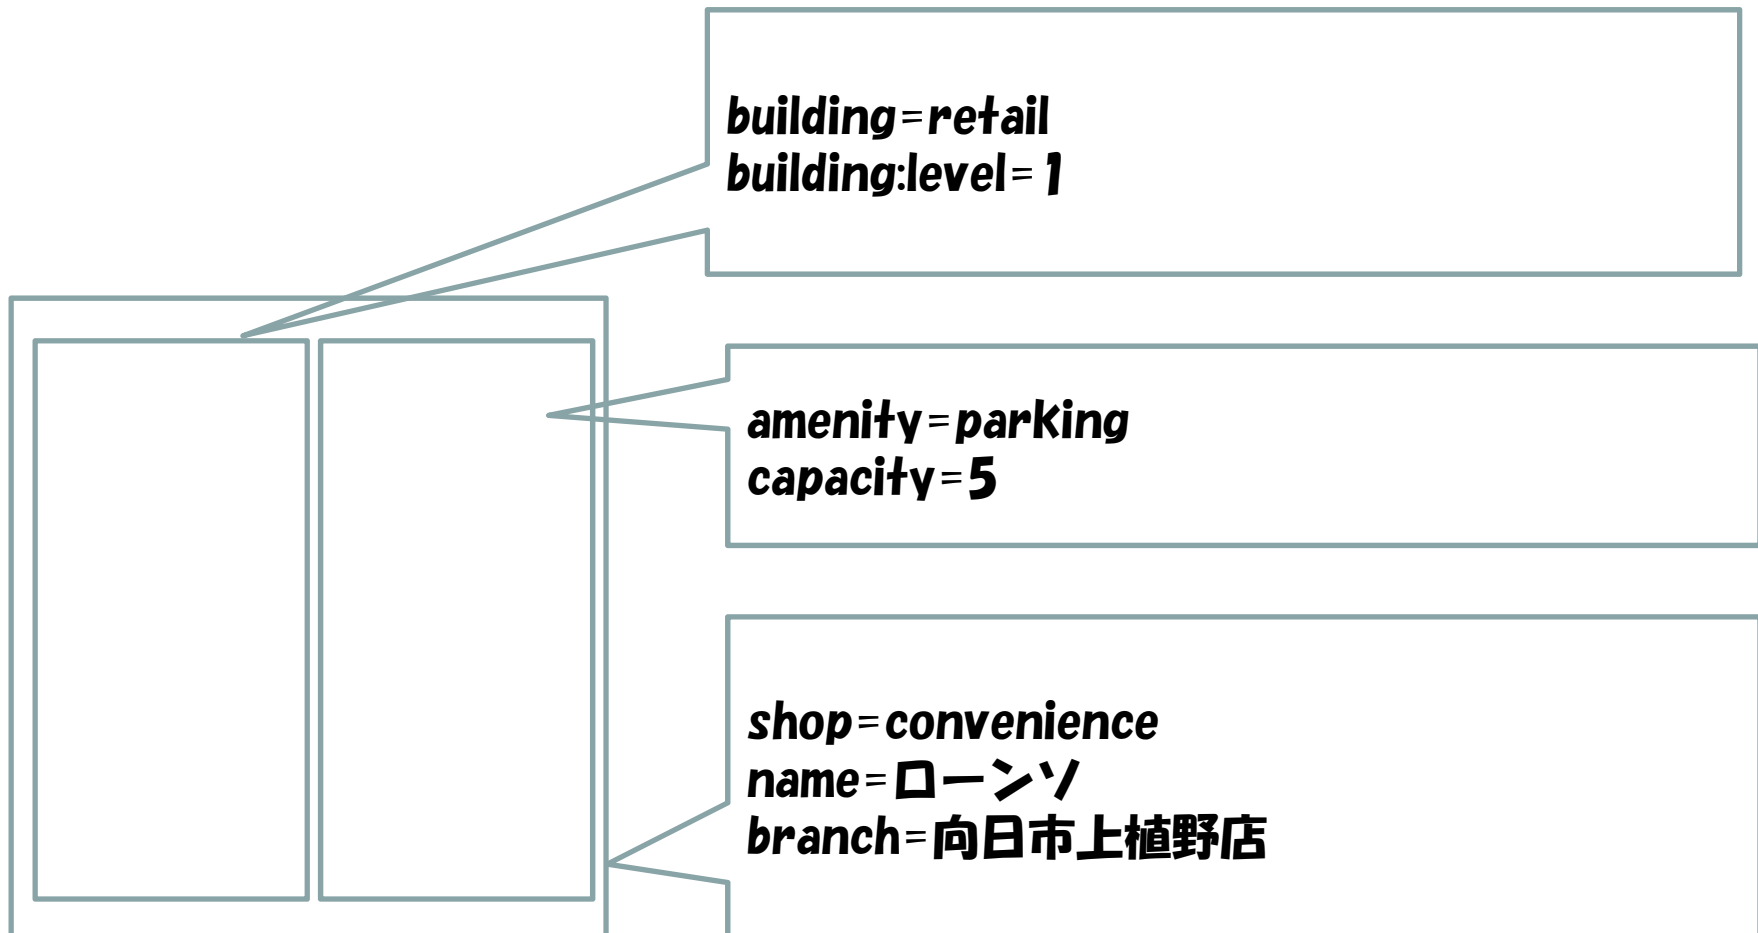 building=retail
building:level=1
amenity=parking
capacity=5
shop=convenience
name=ローンソ
branch=向日市上植野店